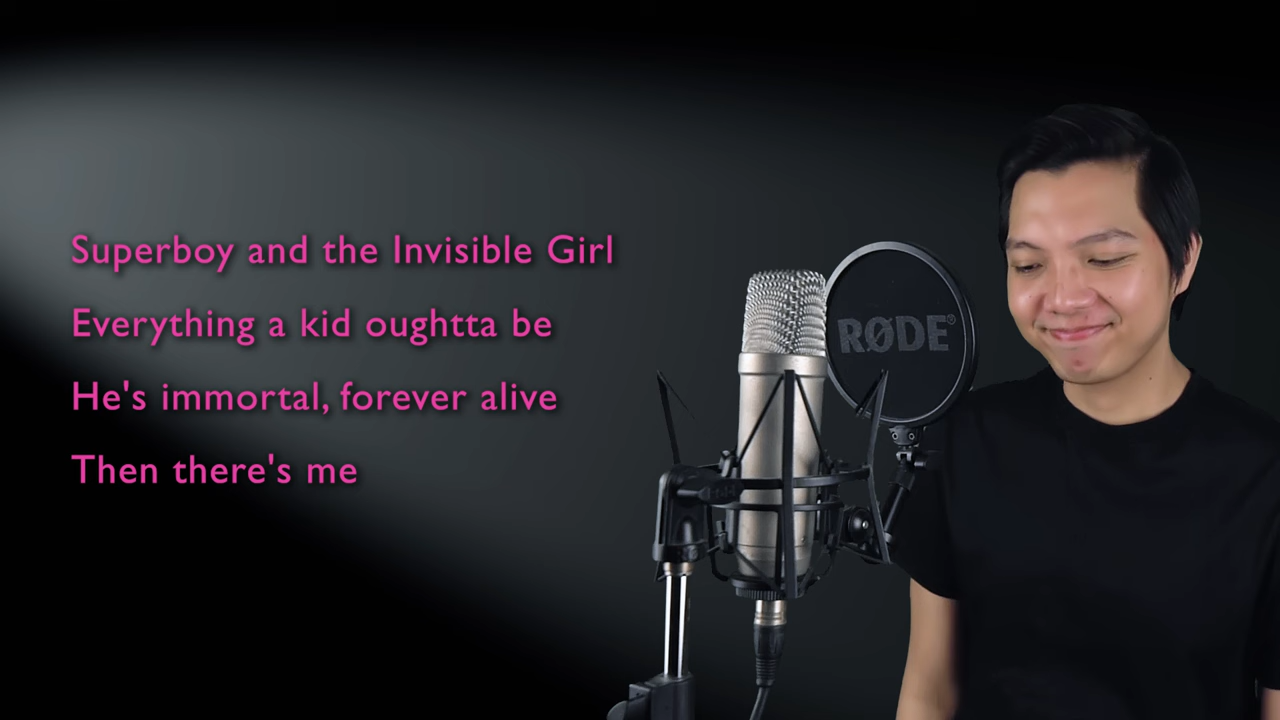 Superboy and the Invisible Girl
Everything a kid oughtta be
He's immortal, forever alive
Then there's me
RØDE®